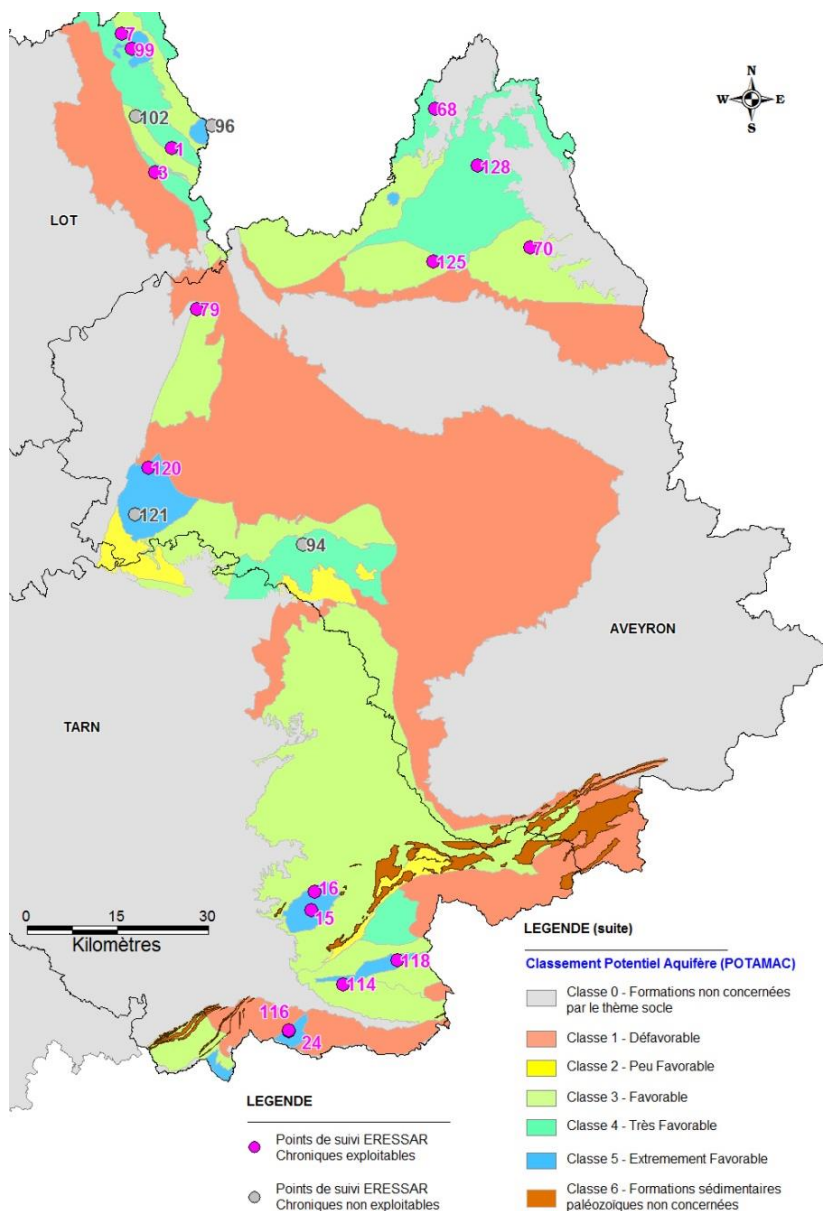 7
99
102
96
1
3
68
128
N
W E
S
LOT
70
125
79
120
121
94
AVEYRON
TARN
16
15
0 15 30
Kilomètres
118
114
116
24
LEGENDE (suite)
Classement Potentiel Aquifère (POTAMAC)
Classe 0 - Formations non concernées
par le thème socle
Classe 1 - Défavorable
Classe 2 - Peu Favorable
Classe 3 - Favorable
Classe 4 - Très Favorable
Classe 5 - Extremement Favorable
Classe 6 - Formations sédimentaires
paléozoïques non concernées
LEGENDE
Points de suivi ERESSAR
Chroniques exploitables
Points de suivi ERESSAR
Chroniques non exploitables